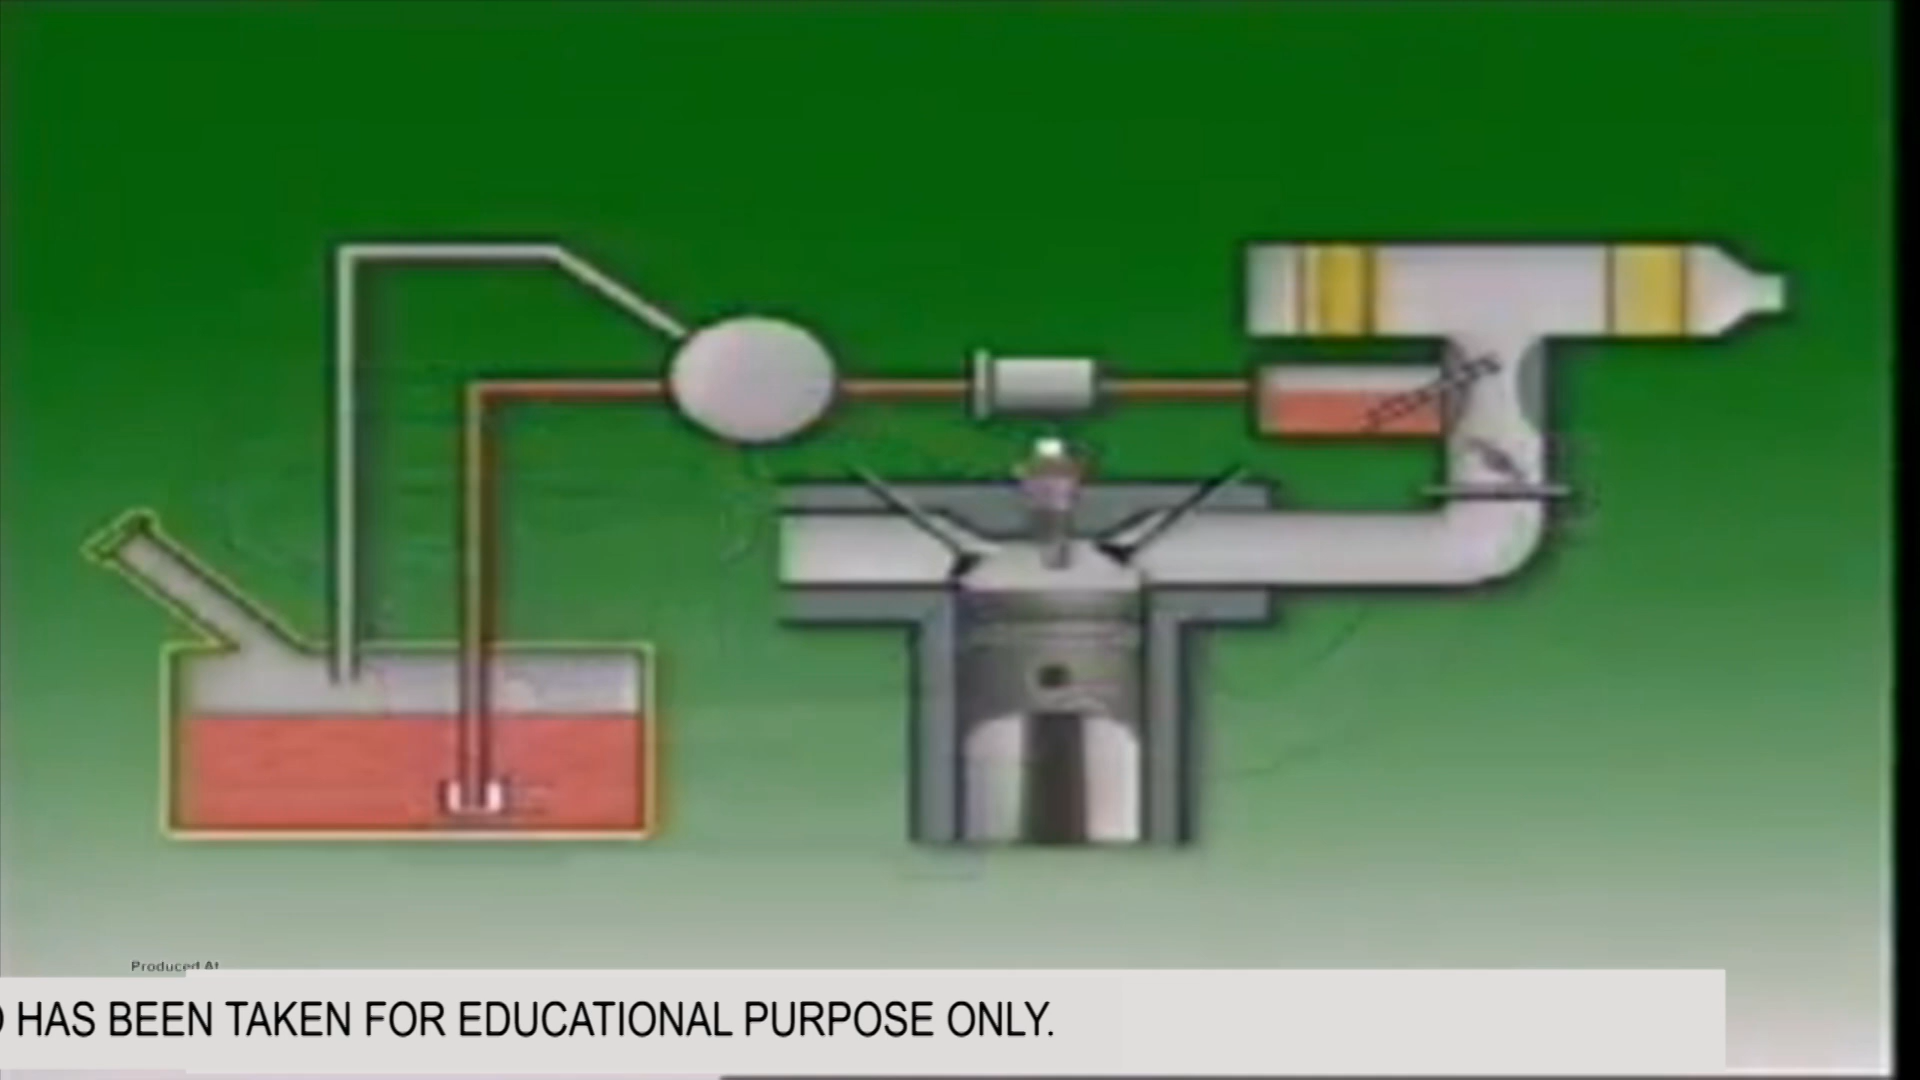 Produced At
HAS BEEN TAKEN FOR EDUCATIONAL PURPOSE ONLY.